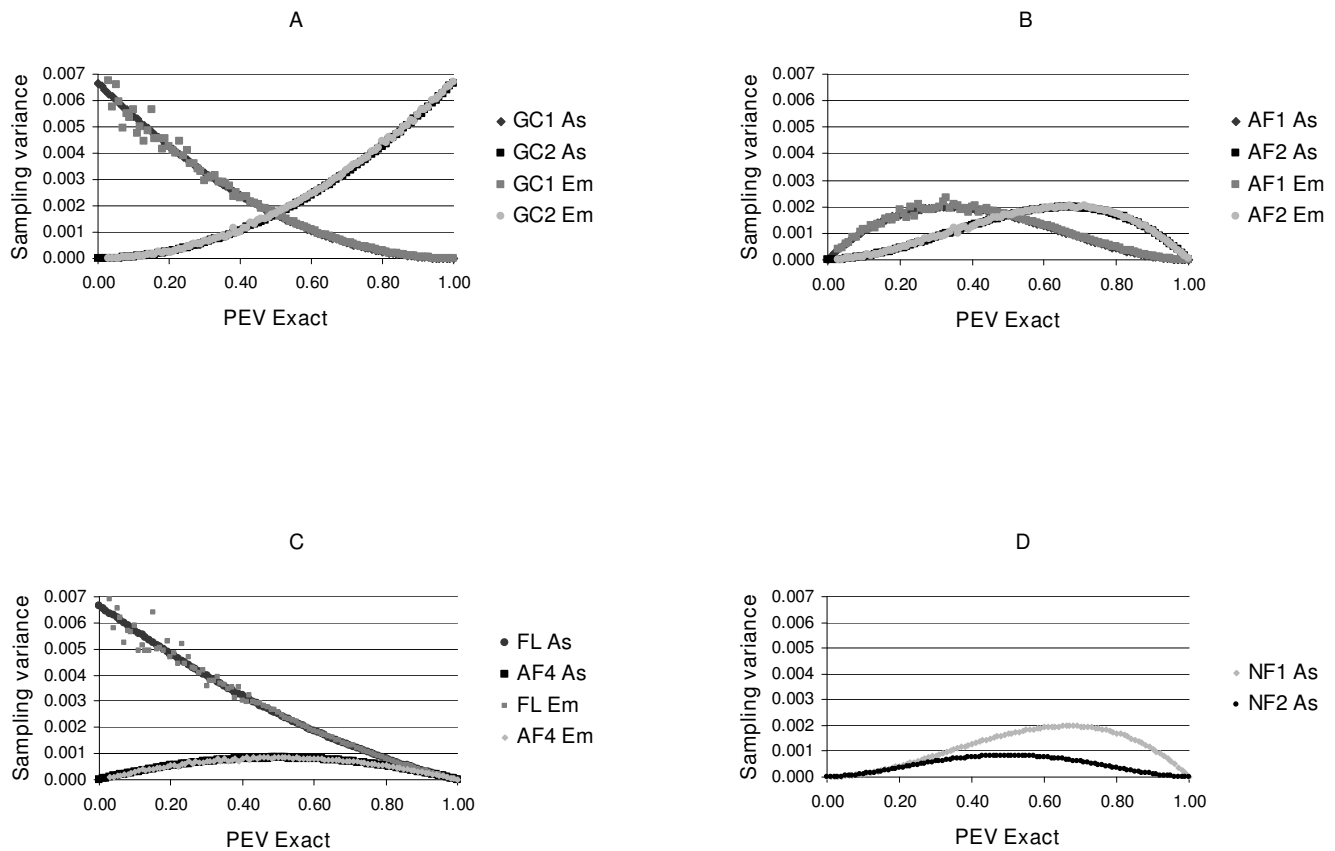 A
Sampling variance
0.007
0.006
0.005
0.004
0.003
0.002
0.001
0.000
0.00 0.20 0.40 0.60 0.80 1.00
PEV Exact
GC1 As
GC2 As
GC1 Em
GC2 Em
B
Sampling variance
0.007
0.006
0.005
0.004
0.003
0.002
0.001
0.000
0.00 0.20 0.40 0.60 0.80 1.00
PEV Exact
AF1 As
AF2 As
AF1 Em
AF2 Em
C
Sampling variance
0.007
0.006
0.005
0.004
0.003
0.002
0.001
0.000
0.00 0.20 0.40 0.60 0.80 1.00
PEV Exact
FL As
AF4 As
FL Em
AF4 Em
D
Sampling variance
0.007
0.006
0.005
0.004
0.003
0.002
0.001
0.000
0.00 0.20 0.40 0.60 0.80 1.00
PEV Exact
NF1 As
NF2 As